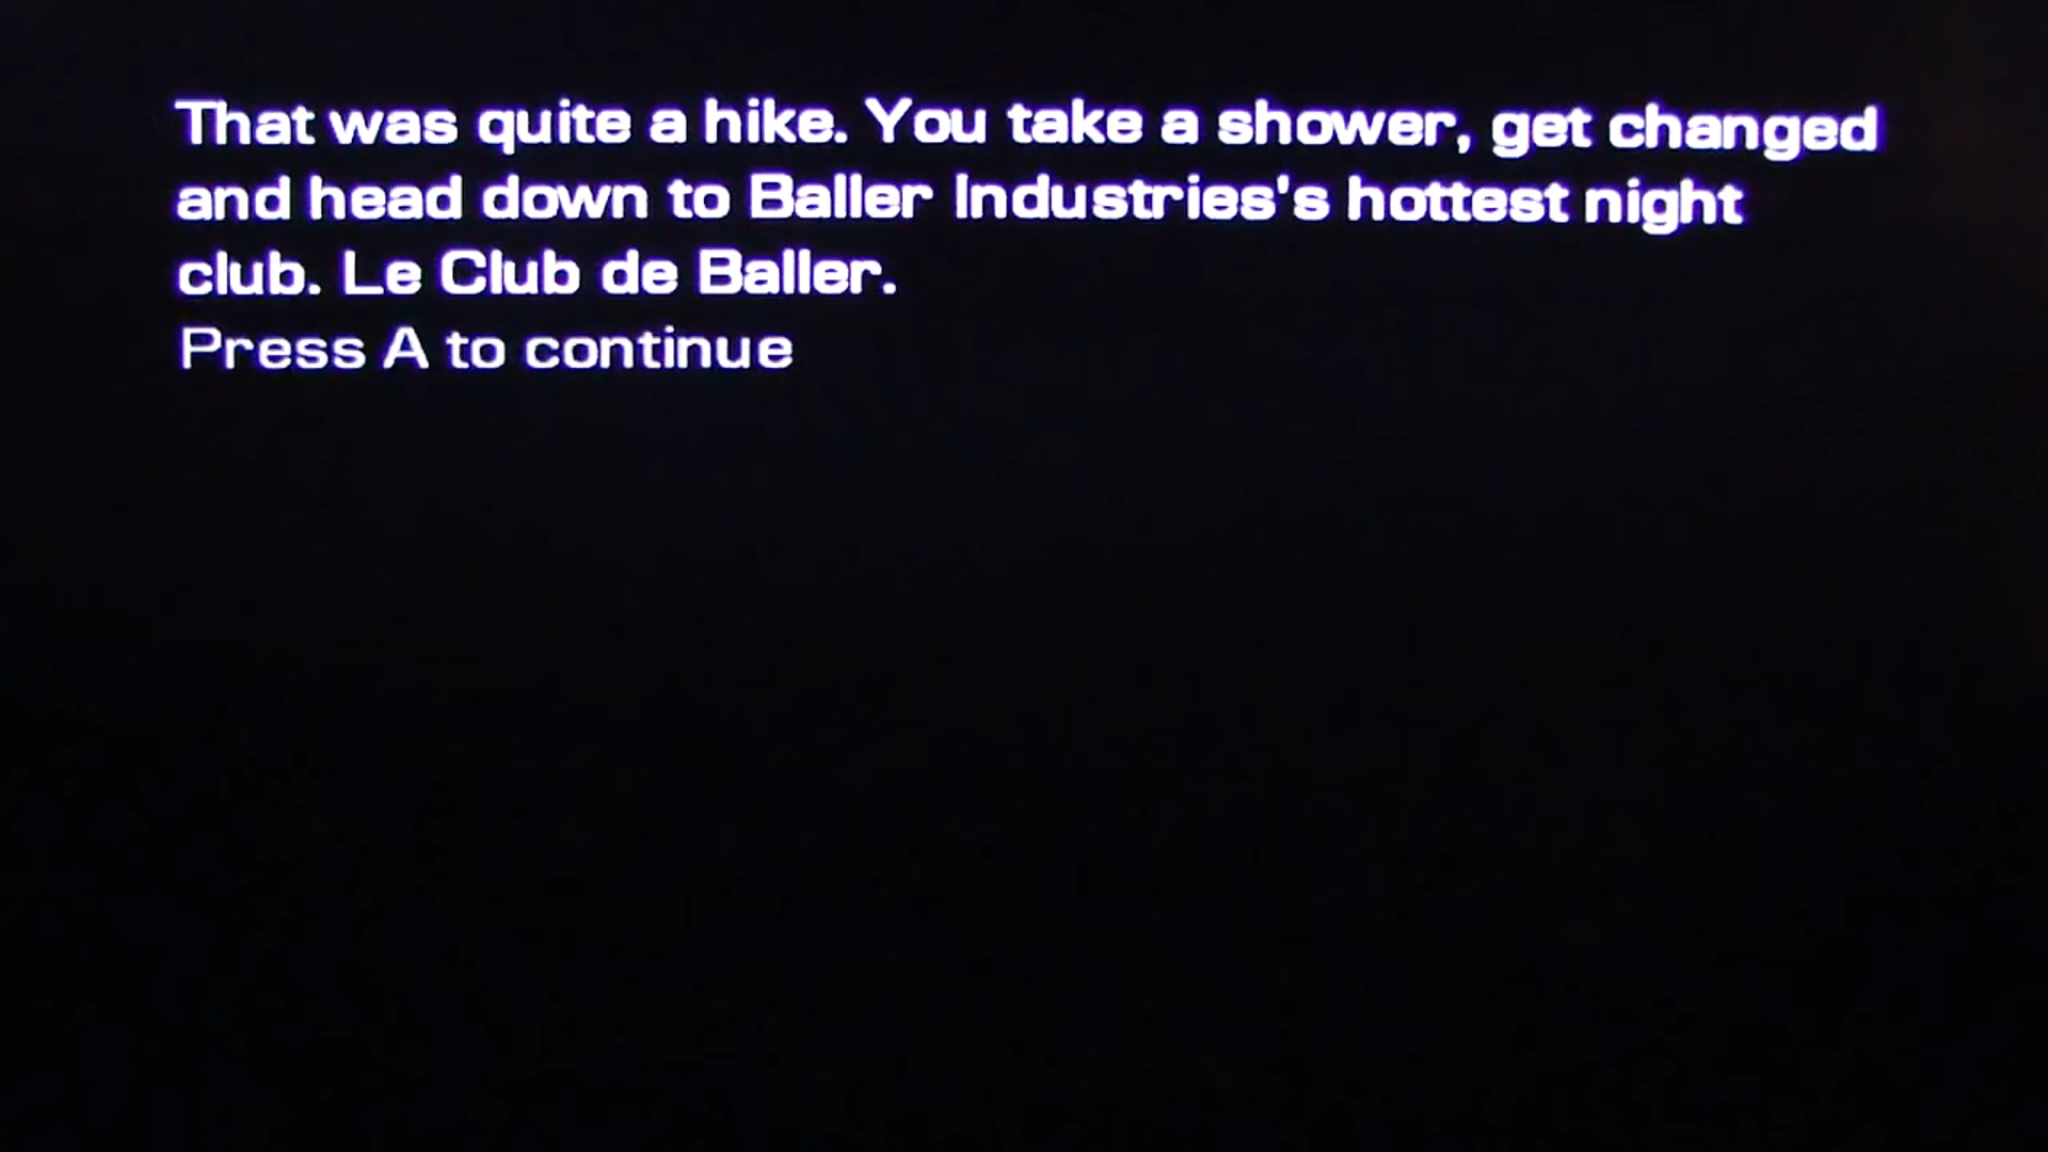 That was quite a hike. You take a shower, get changed
and head down to Baller Industries's hottest night
club. Le Club de Baller.
Press A to continue